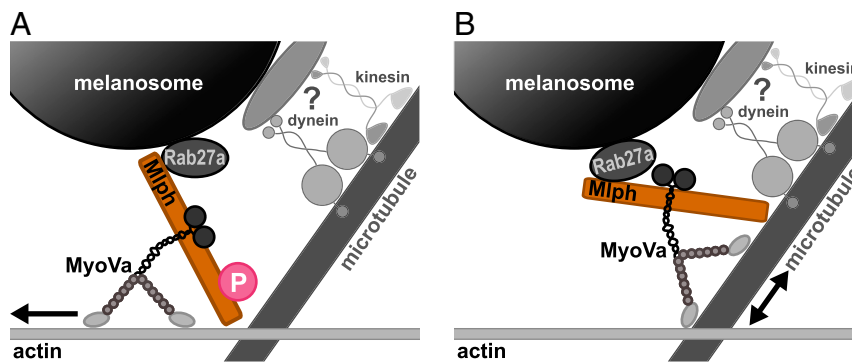 A
melanosome
kinesin
?
dynein
Rab27a
Mlph
microtubule
MyoVa
P
actin
B
melanosome
kinesin
?
dynein
Rab27a
Mlph
microtubule
MyoVa
actin